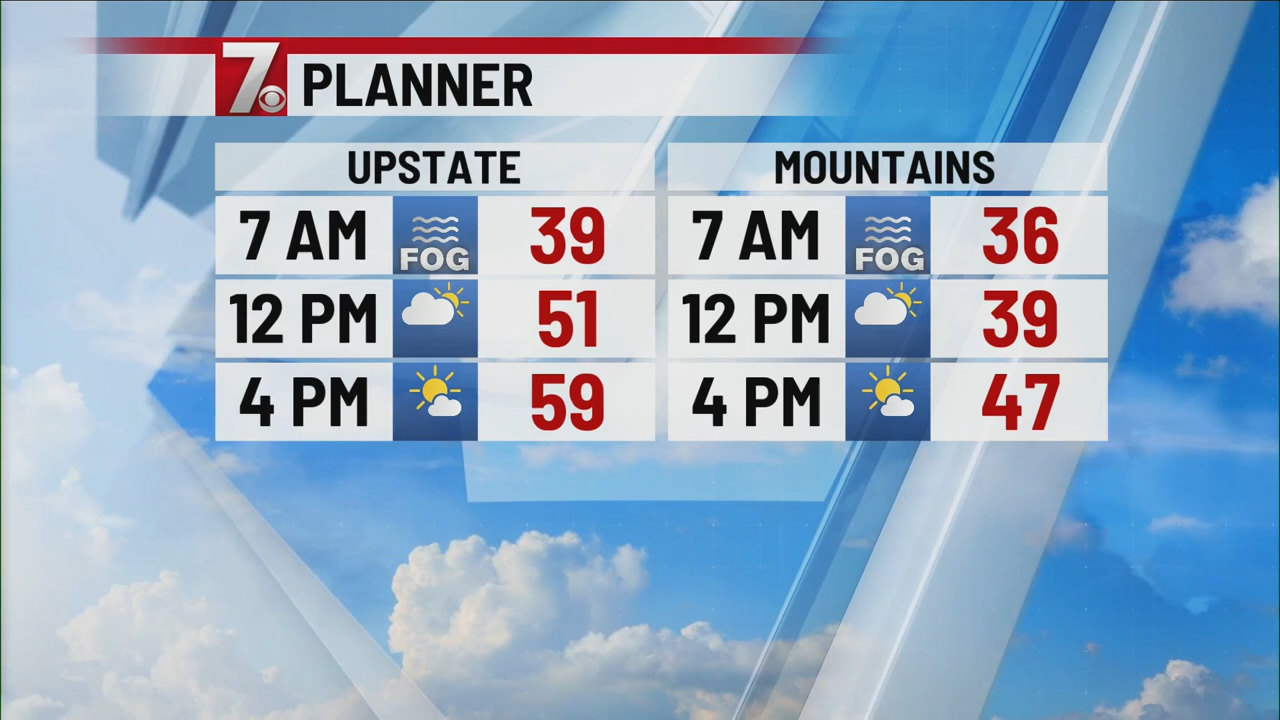 7 PLANNER
UPSTATE
7 AM FOG 39
12 PM 51
4 PM 59
MOUNTAINS
7 AM FOG 36
12 PM 39
4 PM 47